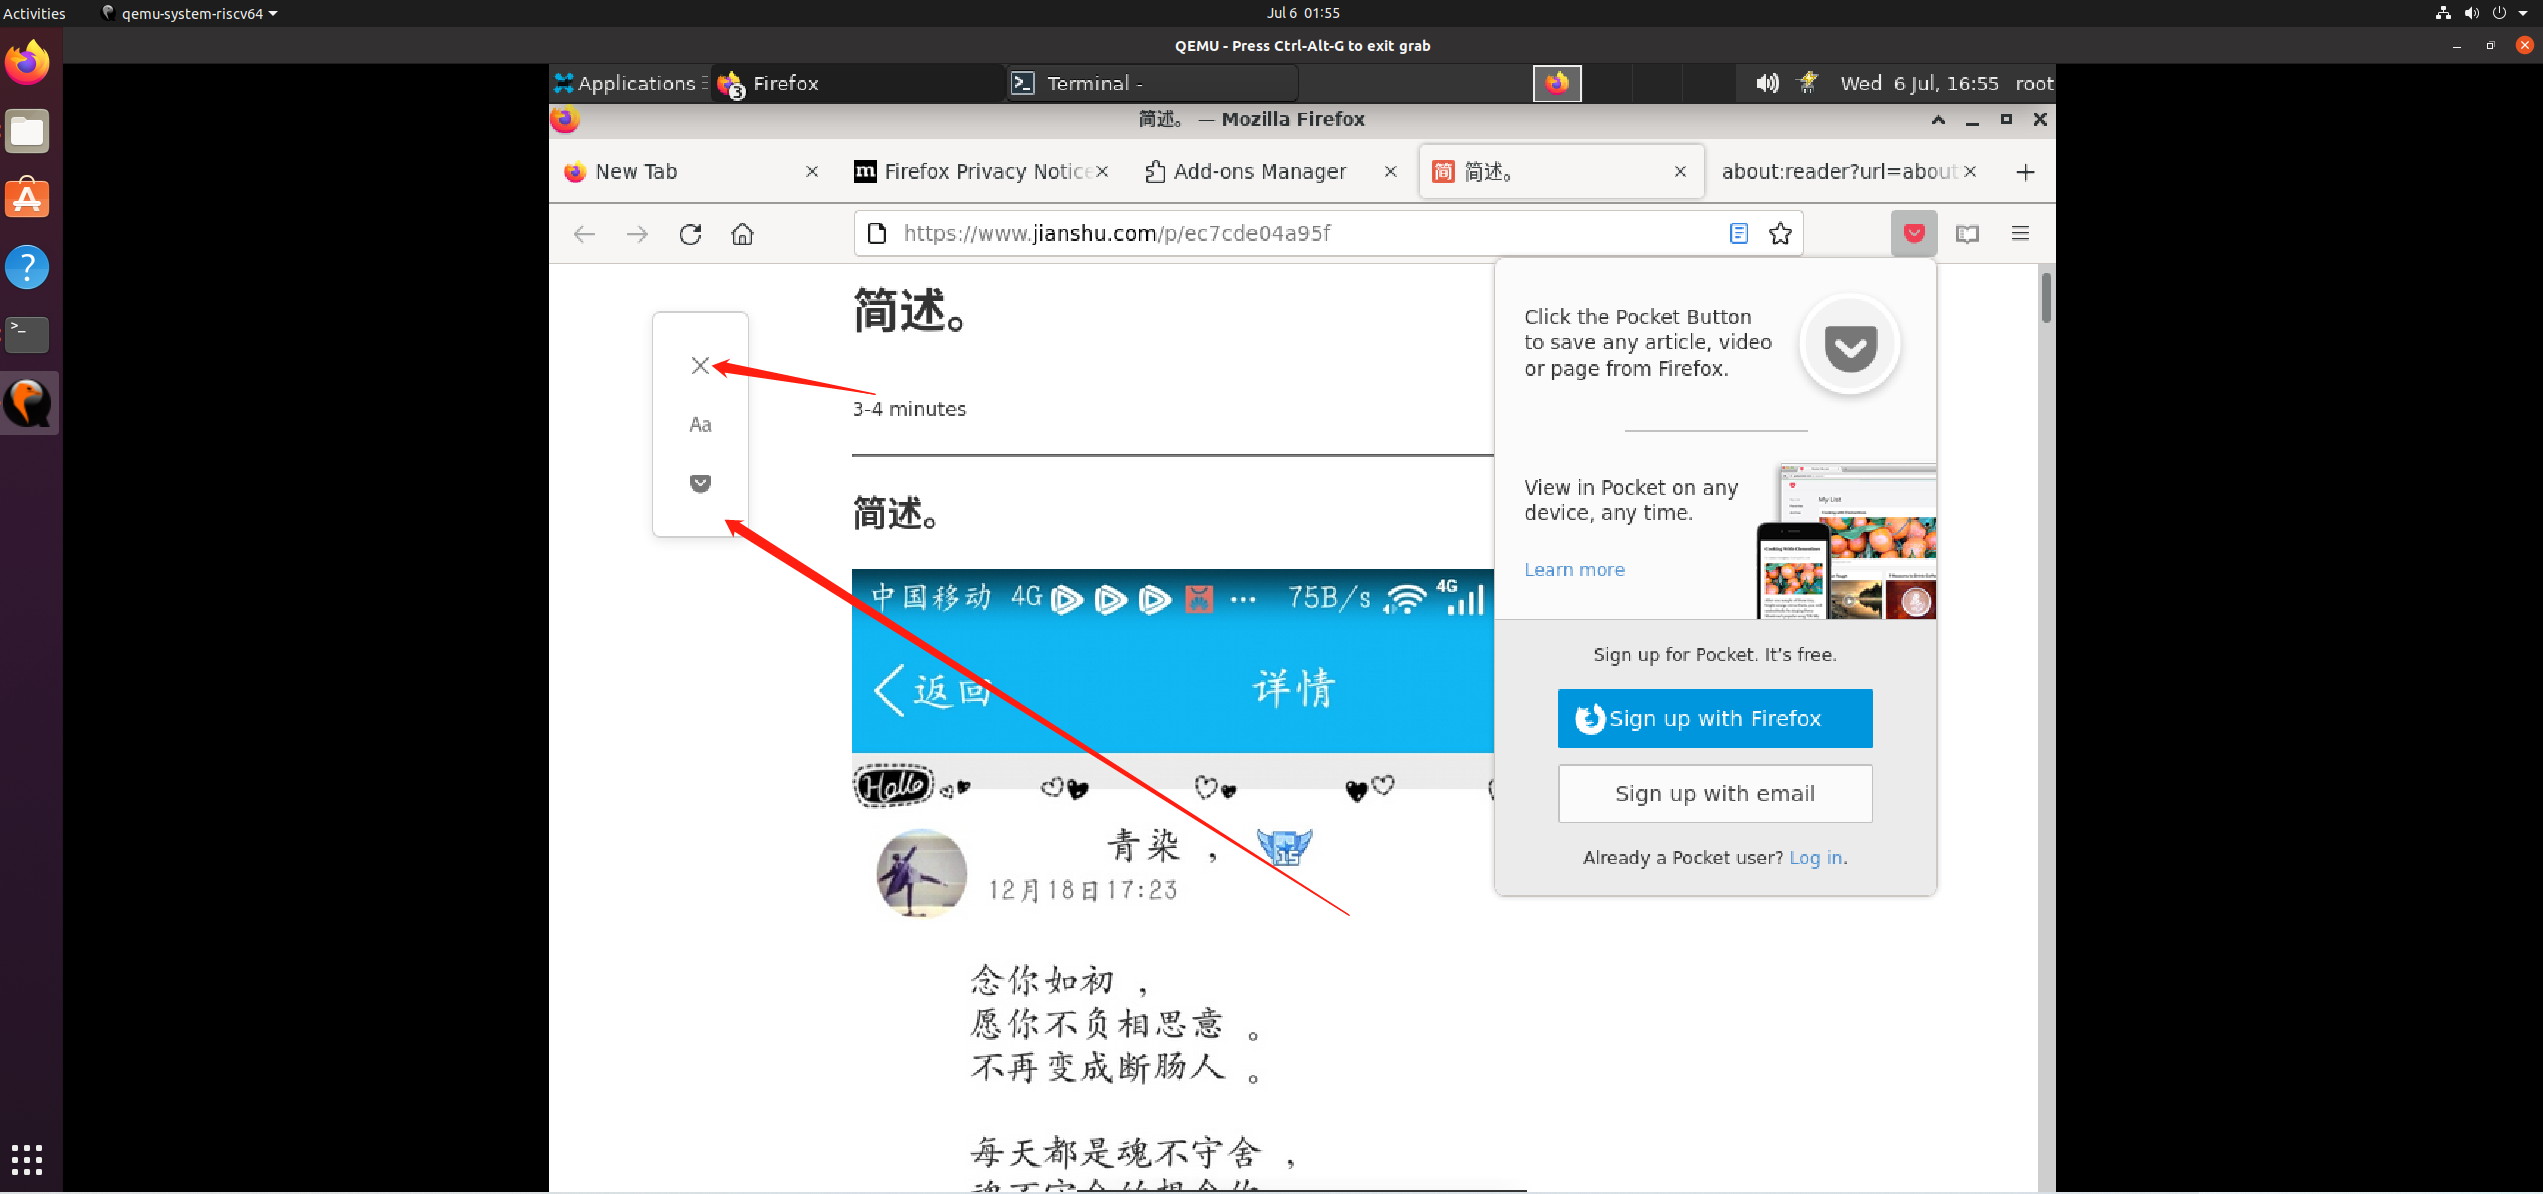 Activities
qemu-system-riscv64
Jul 6 01:55
QEMU - Press Ctrl-Alt-G to exit grab
Applications
3
Firefox
Terminal -
Wed 6 Jul, 16:55
root
简述。 — Mozilla Firefox
New Tab
m
Firefox Privacy Notice
Add-ons Manager
简
简述。
about:reader?url=about
https://www.jianshu.com/p/ec7cde04a95f
简述。
Aa
3-4 minutes
简述。
中国移动 4G
··· 75B/s
4G
返回
详情
Hello
青染 ，
15
12月18日17:23
念你如初 ，
愿你不负相思意 。
不再变成断肠人 。
每天都是魂不守舍 ，
Click the Pocket Button
to save any article, video
or page from Firefox.
View in Pocket on any
device, any time.
My List
Learn more
Sign up for Pocket. It’s free.
Sign up with Firefox
Sign up with email
Already a Pocket user? Log in.